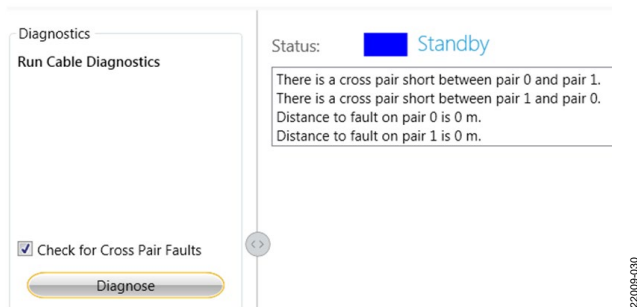 Diagnostics
Run Cable Diagnostics
Check for Cross Pair Faults
Diagnose
Status:
Standby
There is a cross pair short between pair 0 and pair 1.
There is a cross pair short between pair 1 and pair 0.
Distance to fault on pair 0 is 0 m.
Distance to fault on pair 1 is 0 m.
22009-030